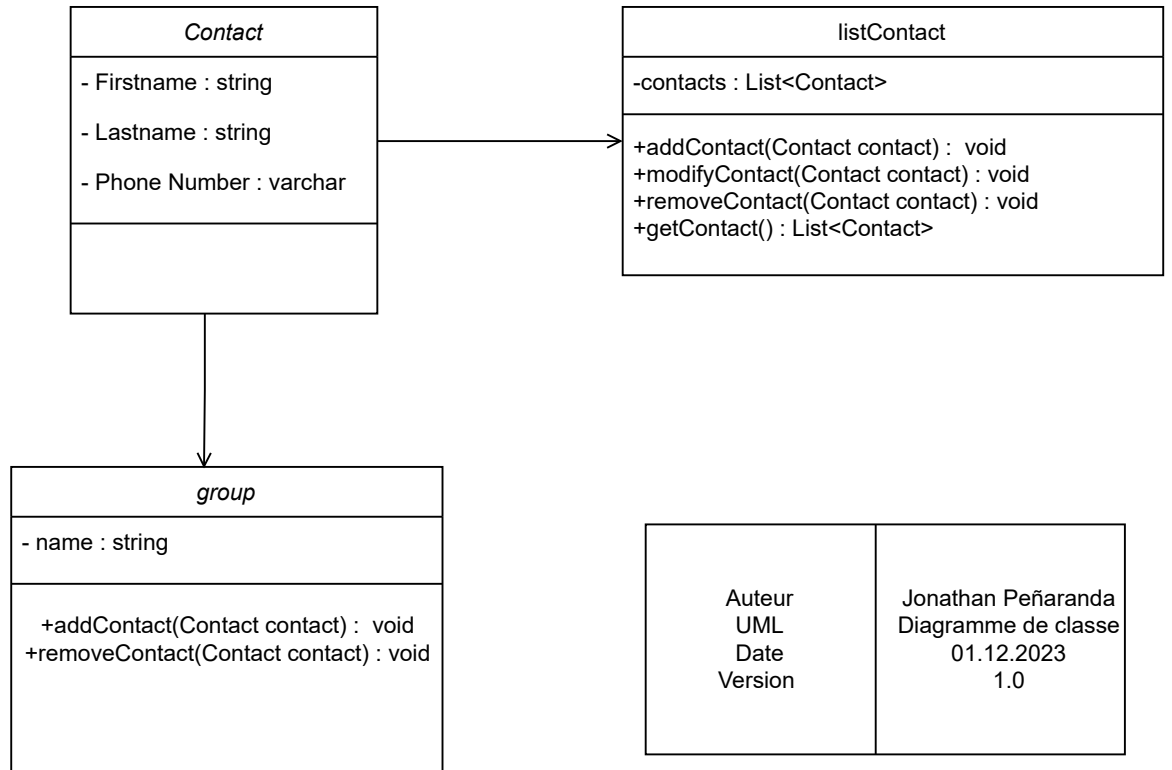 Contact
- Firstname : string
- Lastname : string
- Phone Number : varchar
listContact
-contacts : List<Contact>
+addContact(Contact contact) : void
+modifyContact(Contact contact) : void
+removeContact(Contact contact) : void
+getContact() : List<Contact>
group
- name : string
+addContact(Contact contact) : void
+removeContact(Contact contact) : void
Auteur Jonathan Peñaranda
UML Diagramme de classe
Date 01.12.2023
Version 1.0